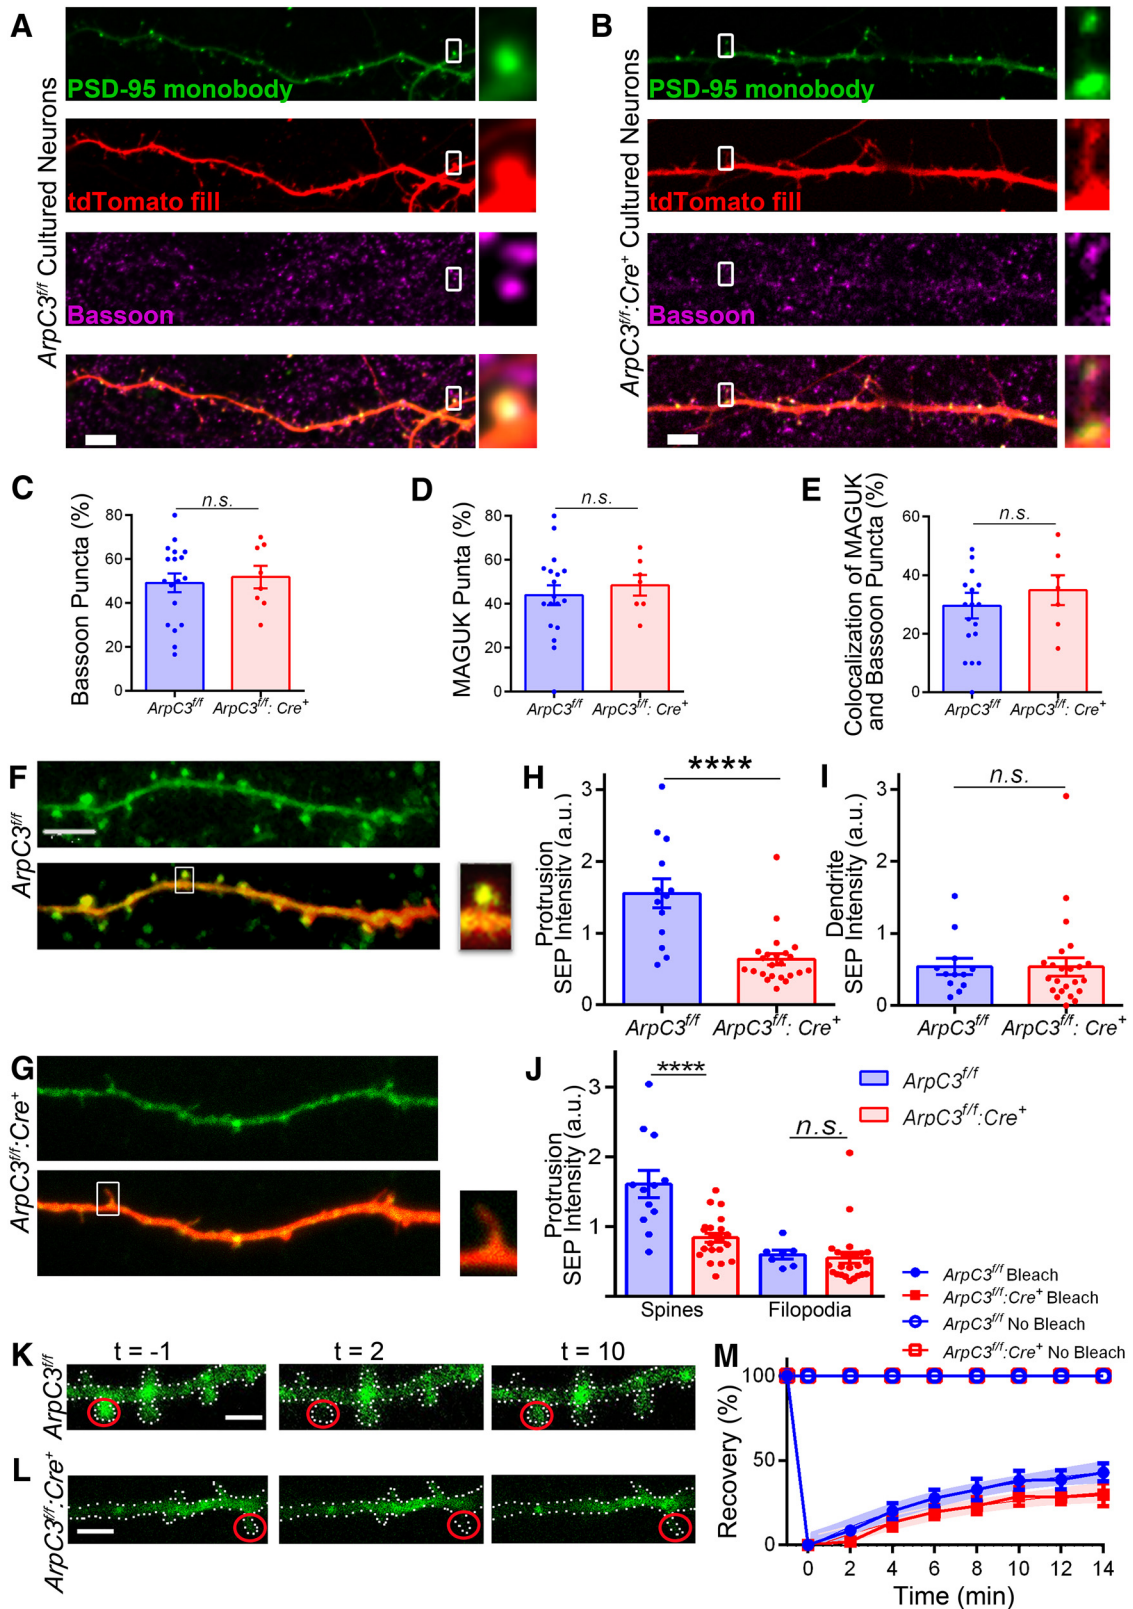 A
B
ArpC3f/f Cultured Neurons
PSD-95 monobody
tdTomato fill
Bassoon
ArpC3f/f:Cre+ Cultured Neurons
PSD-95 monobody
tdTomato fill
Bassoon
C
Bassoon Puncta (%)
n.s.
80
60
40
20
0
ArpC3f/f
ArpC3f/f: Cre+
D
MAGUK Punta (%)
n.s.
80
60
40
20
0
ArpC3f/f
ArpC3f/f: Cre+
E
Colocalization of MAGUK
and Bassoon Puncta (%)
n.s.
60
40
20
0
ArpC3f/f
ArpC3f/f: Cre+
F
ArpC3f/f
G
ArpC3f/f:Cre+
H
Protrusion
SEP Intensity (a.u.)
****
3
2
1
0
ArpC3f/f
ArpC3f/f: Cre+
I
Dendrite
SEP Intensity (a.u.)
n.s.
3
2
1
0
ArpC3f/f
ArpC3f/f: Cre+
J
Protrusion
SEP Intensity (a.u.)
****
n.s.
3
2
1
Spines
Filopodia
ArpC3f/f
ArpC3f/f:Cre+
K
ArpC3f/f
t = -1
t = 2
t = 10
L
ArpC3f/f:Cre+
M
ArpC3f/f Bleach
ArpC3f/f:Cre+ Bleach
ArpC3f/f No Bleach
ArpC3f/f:Cre+ No Bleach
Recovery (%)
100
50
0
0 2 4 6 8 10 12 14
Time (min)